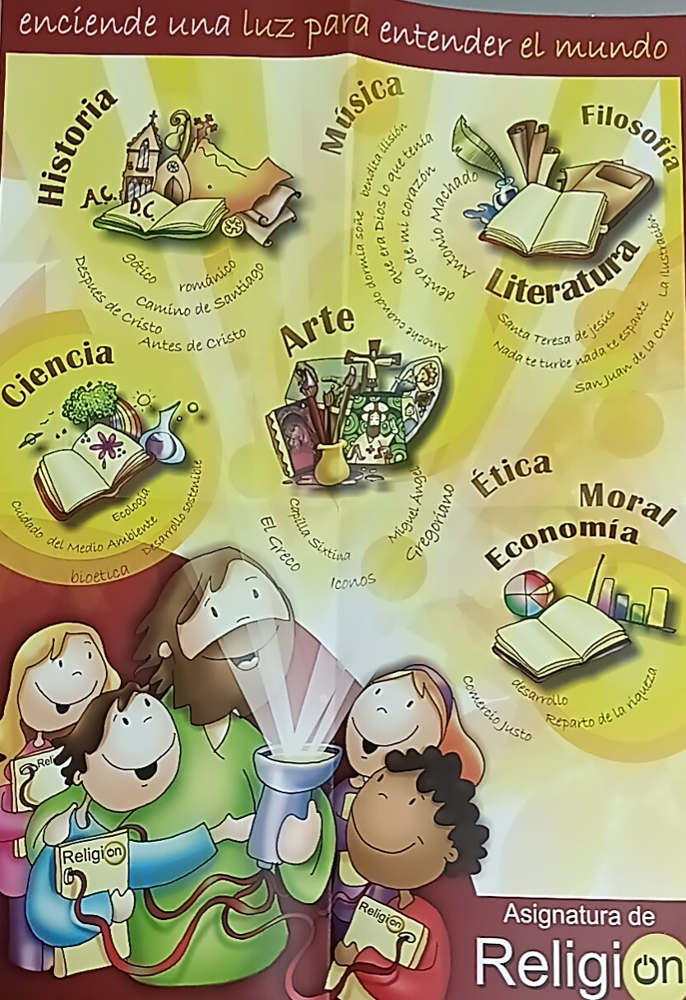 enciende una luz para entender el mundo
Historia
A.C.
D.C.
gótico
románico
Camino de Santiago
Después de Cristo
Antes de Cristo
Música
Anoche cuando dormía soñe bendita ilisión
que era Dios lo que tenía
dentro de mi corazón
Antonio Machado
Filosofía
La Ilustración
Literatura
Santa Teresa de jesús
Nada te turbe nada te espante
San Juan de la Cruz
Ciencia
Ecología
Cuidado del Medio Ambiente
Desarrollo sostenible
bioetica
Arte
Capilla Sixtina
Miguel Angel
El Greco
Gregoriano
Iconos
Ética
Moral
Economía
desarrollo
Reparto de la riqueza
Comercio justo
Reli
Religion
Religion
Asignatura de
Religion